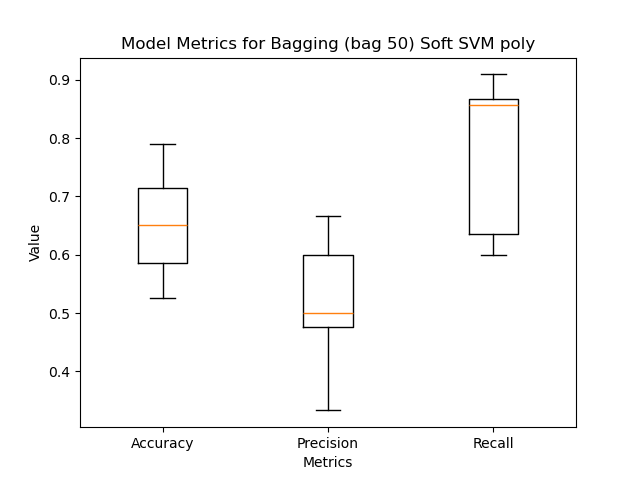 Model Metrics for Bagging (bag 50) Soft SVM poly
0.9
0.8
0.7
0.6
0.5
0.4
Value
Accuracy
Precision
Recall
Metrics